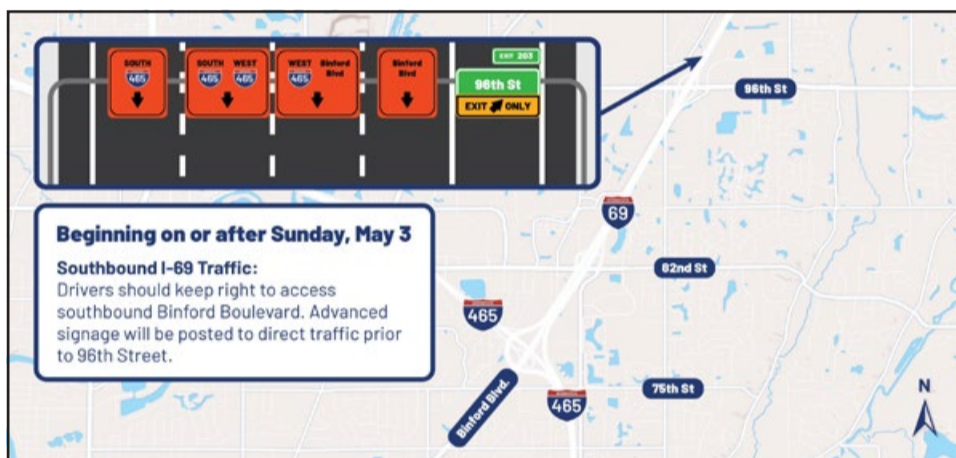 SOUTH
465
SOUTH WEST
465 465
WEST Binford
465 Blvd
Binford
Blvd
EXIT 203
96th St
EXIT ONLY
96th St
Beginning on or after Sunday, May 3
Southbound I-69 Traffic:
Drivers should keep right to access
southbound Binford Boulevard. Advanced
signage will be posted to direct traffic prior
to 96th Street.
69
82nd St
465
75th St
465
Binford Blvd.
N